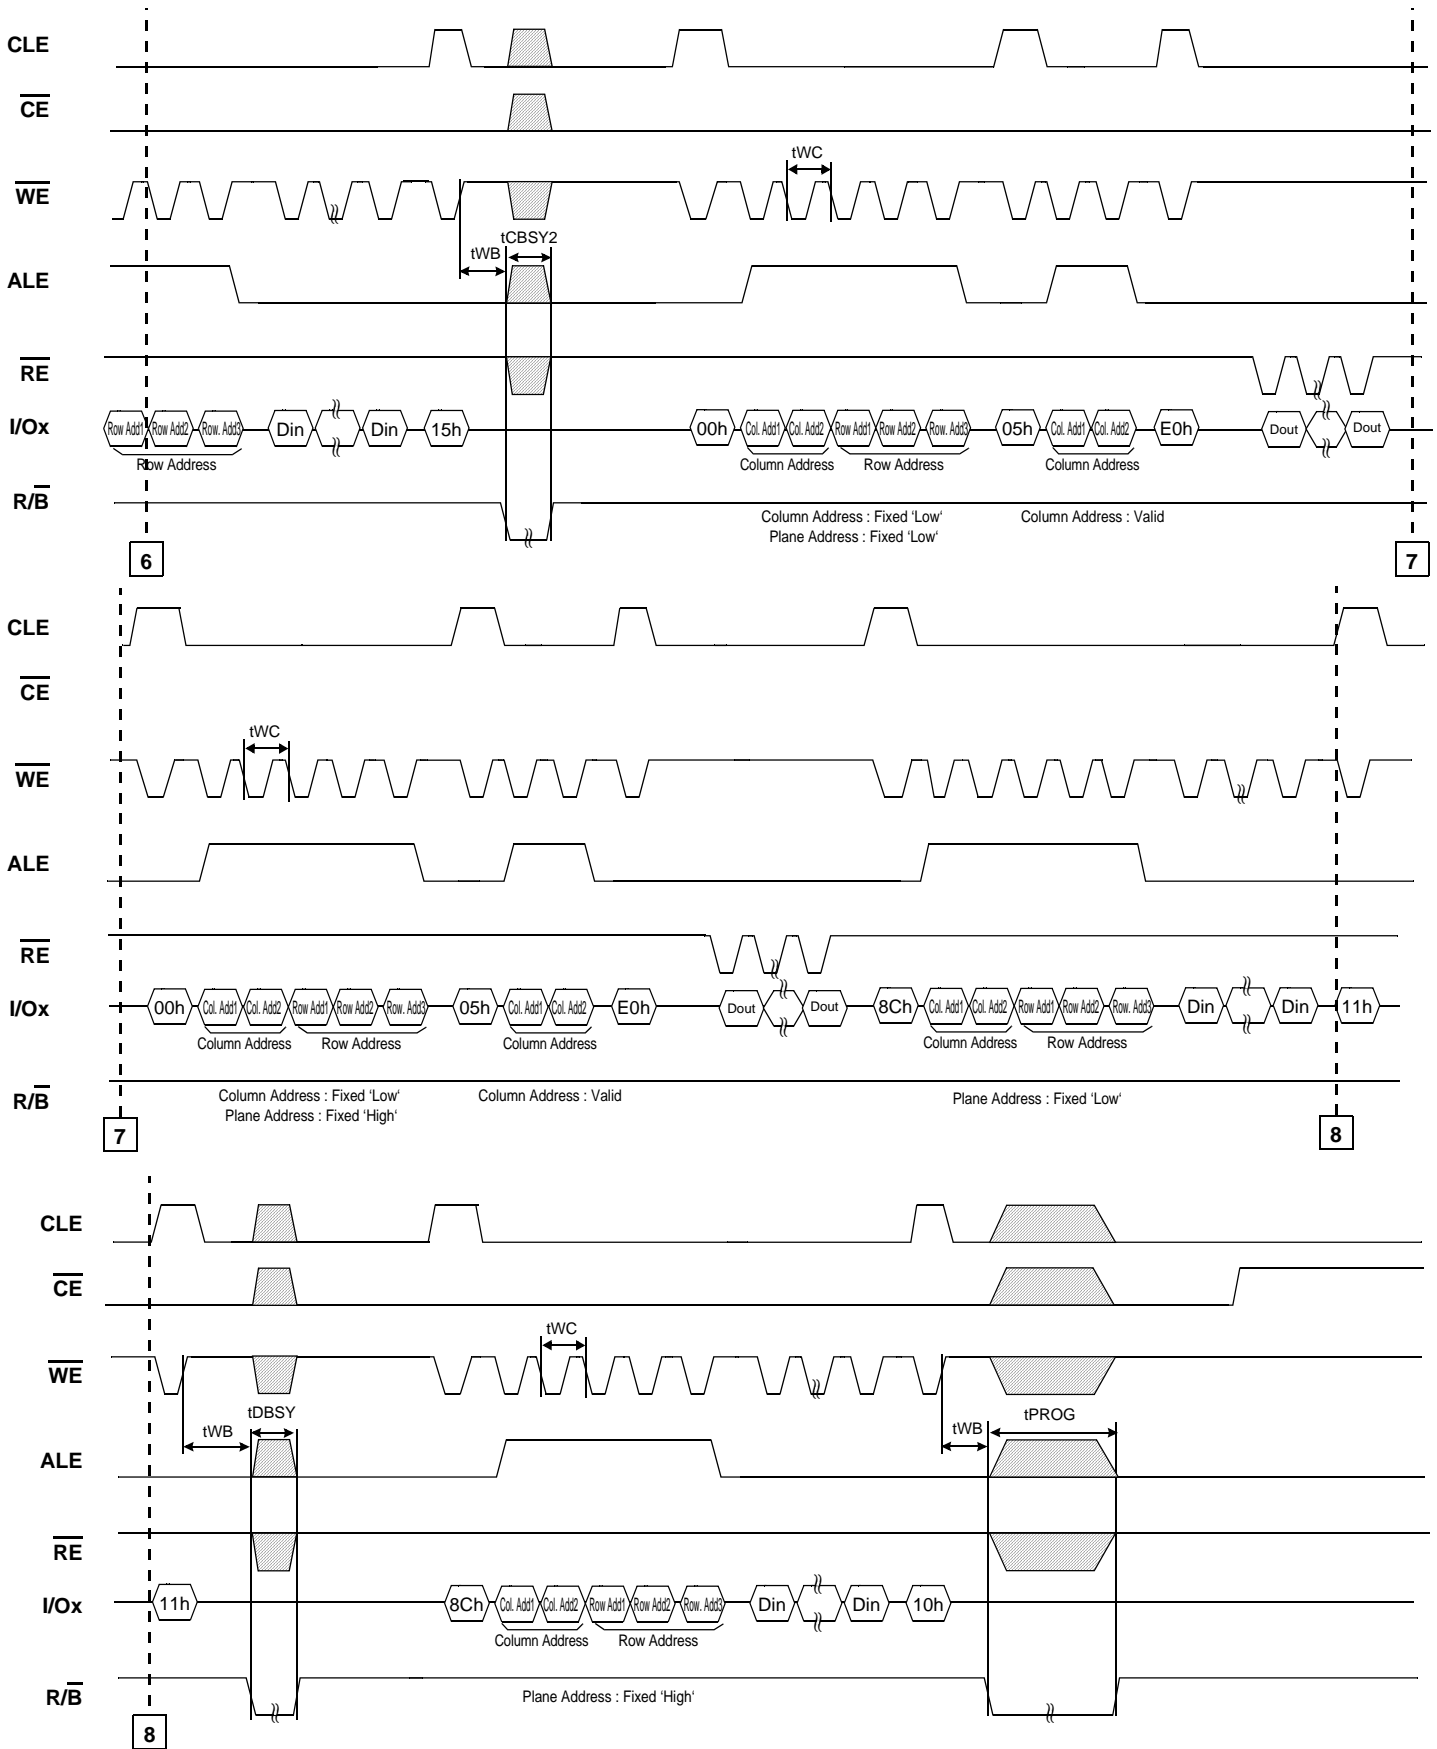 CLE
CE
tWC
WE
tCBSY2
tWB
ALE
RE
I/Ox Row Add1 Row Add2 Row. Add3 Din Din 15h 00h Col. Add1 Col. Add2 Row Add1 Row Add2 Row. Add3 05h Col. Add1 Col. Add2 E0h Dout Dout
Row Address Column Address Row Address Column Address
R/B
Column Address : Fixed ‘Low‘ Column Address : Valid
Plane Address : Fixed ‘Low‘
6 7
CLE
CE
tWC
WE
ALE
RE
I/Ox 00h Col. Add1 Col. Add2 Row Add1 Row Add2 Row. Add3 05h Col. Add1 Col. Add2 E0h Dout Dout 8Ch Col. Add1 Col. Add2 Row Add1 Row Add2 Row. Add3 Din Din 11h
Column Address Row Address Column Address Column Address Row Address
R/B
Column Address : Fixed ‘Low‘ Column Address : Valid Plane Address : Fixed ‘Low‘
Plane Address : Fixed ‘High‘
7 8
CLE
CE
tWC
WE
tDBSY tPROG
tWB tWB
ALE
RE
I/Ox 11h 8Ch Col. Add1 Col. Add2 Row Add1 Row Add2 Row. Add3 Din Din 10h
Column Address Row Address
R/B
Plane Address : Fixed ‘High‘
8